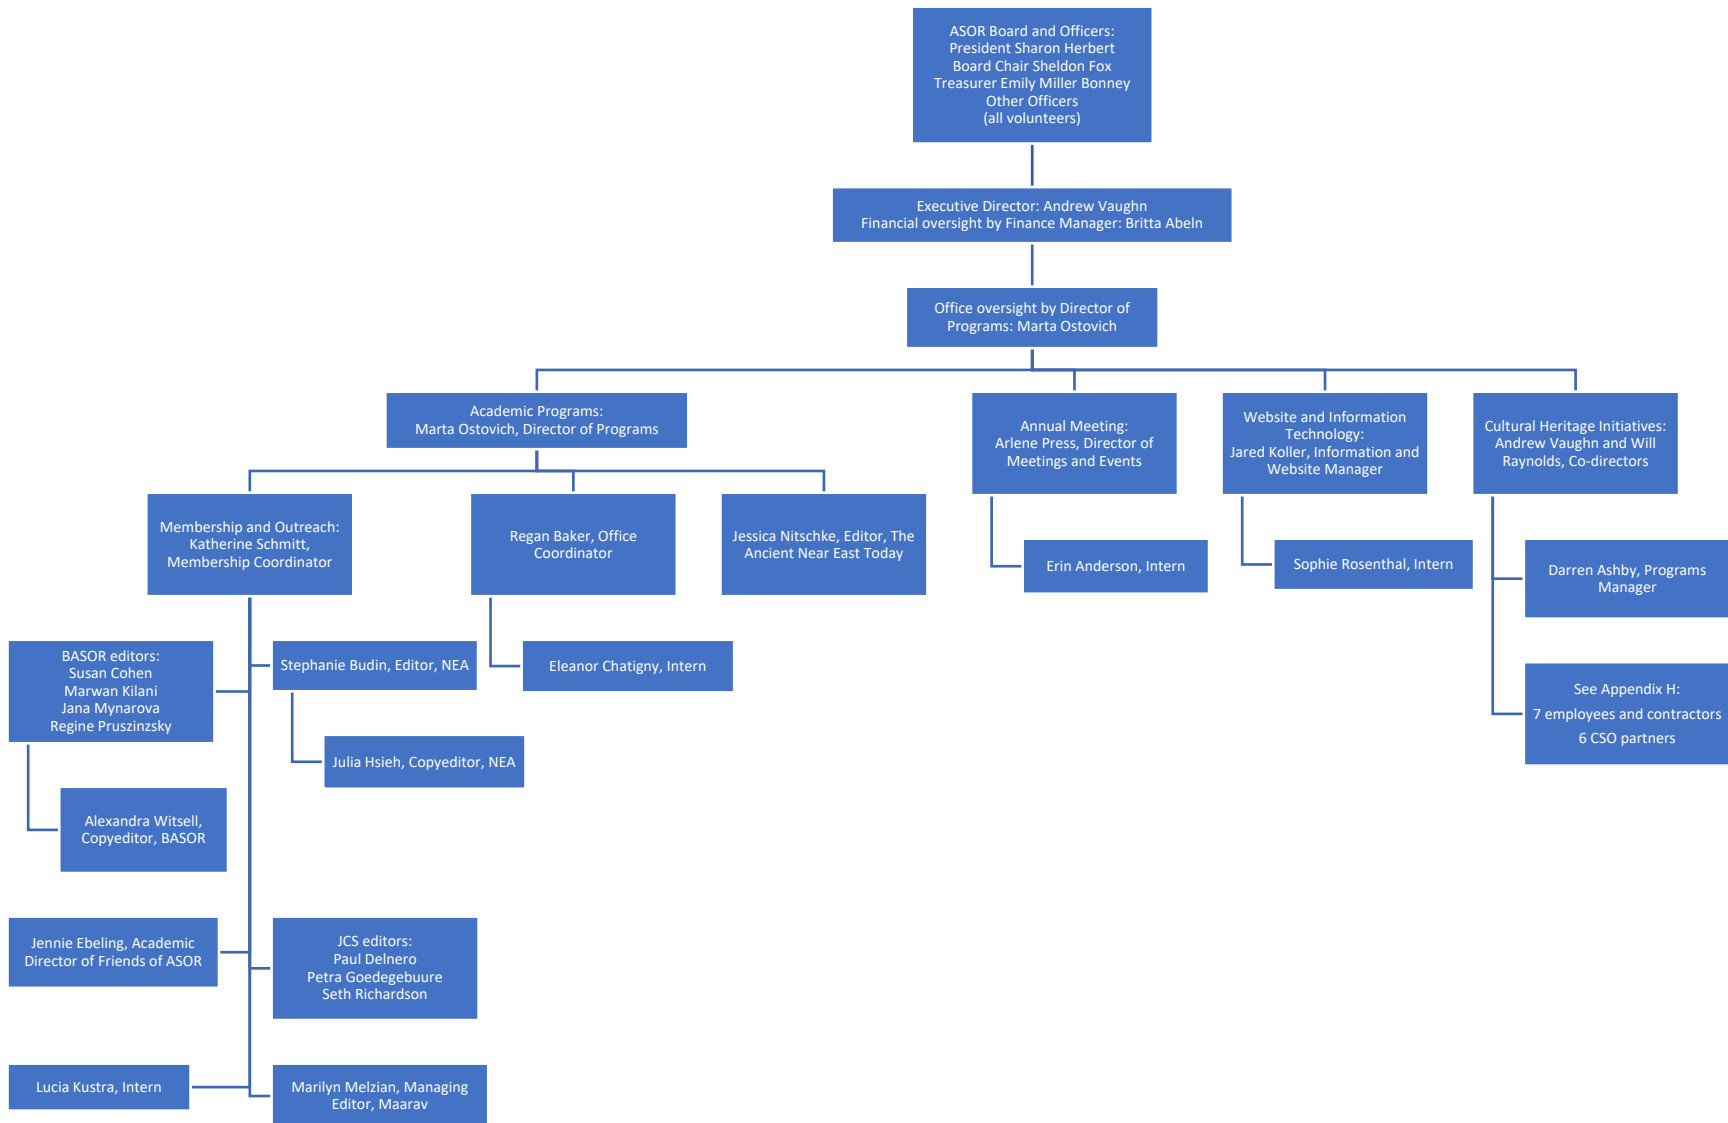 ASOR Board and Officers:
President Sharon Herbert
Board Chair Sheldon Fox
Treasurer Emily Miller Bonney
Other Officers
(all volunteers)
Executive Director: Andrew Vaughn
Financial oversight by Finance Manager: Britta Abeln
Office oversight by Director of
Programs: Marta Ostovich
Academic Programs:
Marta Ostovich, Director of Programs
Annual Meeting:
Arlene Press, Director of
Meetings and Events
Website and Information
Technology:
Jared Koller, Information and
Website Manager
Cultural Heritage Initiatives:
Andrew Vaughn and Will
Raynolds, Co-directors
Membership and Outreach:
Katherine Schmitt,
Membership Coordinator
Regan Baker, Office
Coordinator
Jessica Nitschke, Editor, The
Ancient Near East Today
Erin Anderson, Intern
Sophie Rosenthal, Intern
Darren Ashby, Programs
Manager
BASOR editors:
Susan Cohen
Marwan Kilani
Jana Mynarova
Regine Pruszinzsky
Stephanie Budin, Editor, NEA
Eleanor Chatigny, Intern
See Appendix H:
7 employees and contractors
6 CSO partners
Julia Hsieh, Copyeditor, NEA
Alexandra Witsell,
Copyeditor, BASOR
Jennie Ebeling, Academic
Director of Friends of ASOR
JCS editors:
Paul Delnero
Petra Goedegebuure
Seth Richardson
Lucia Kustra, Intern
Marilyn Melzian, Managing
Editor, Maarav